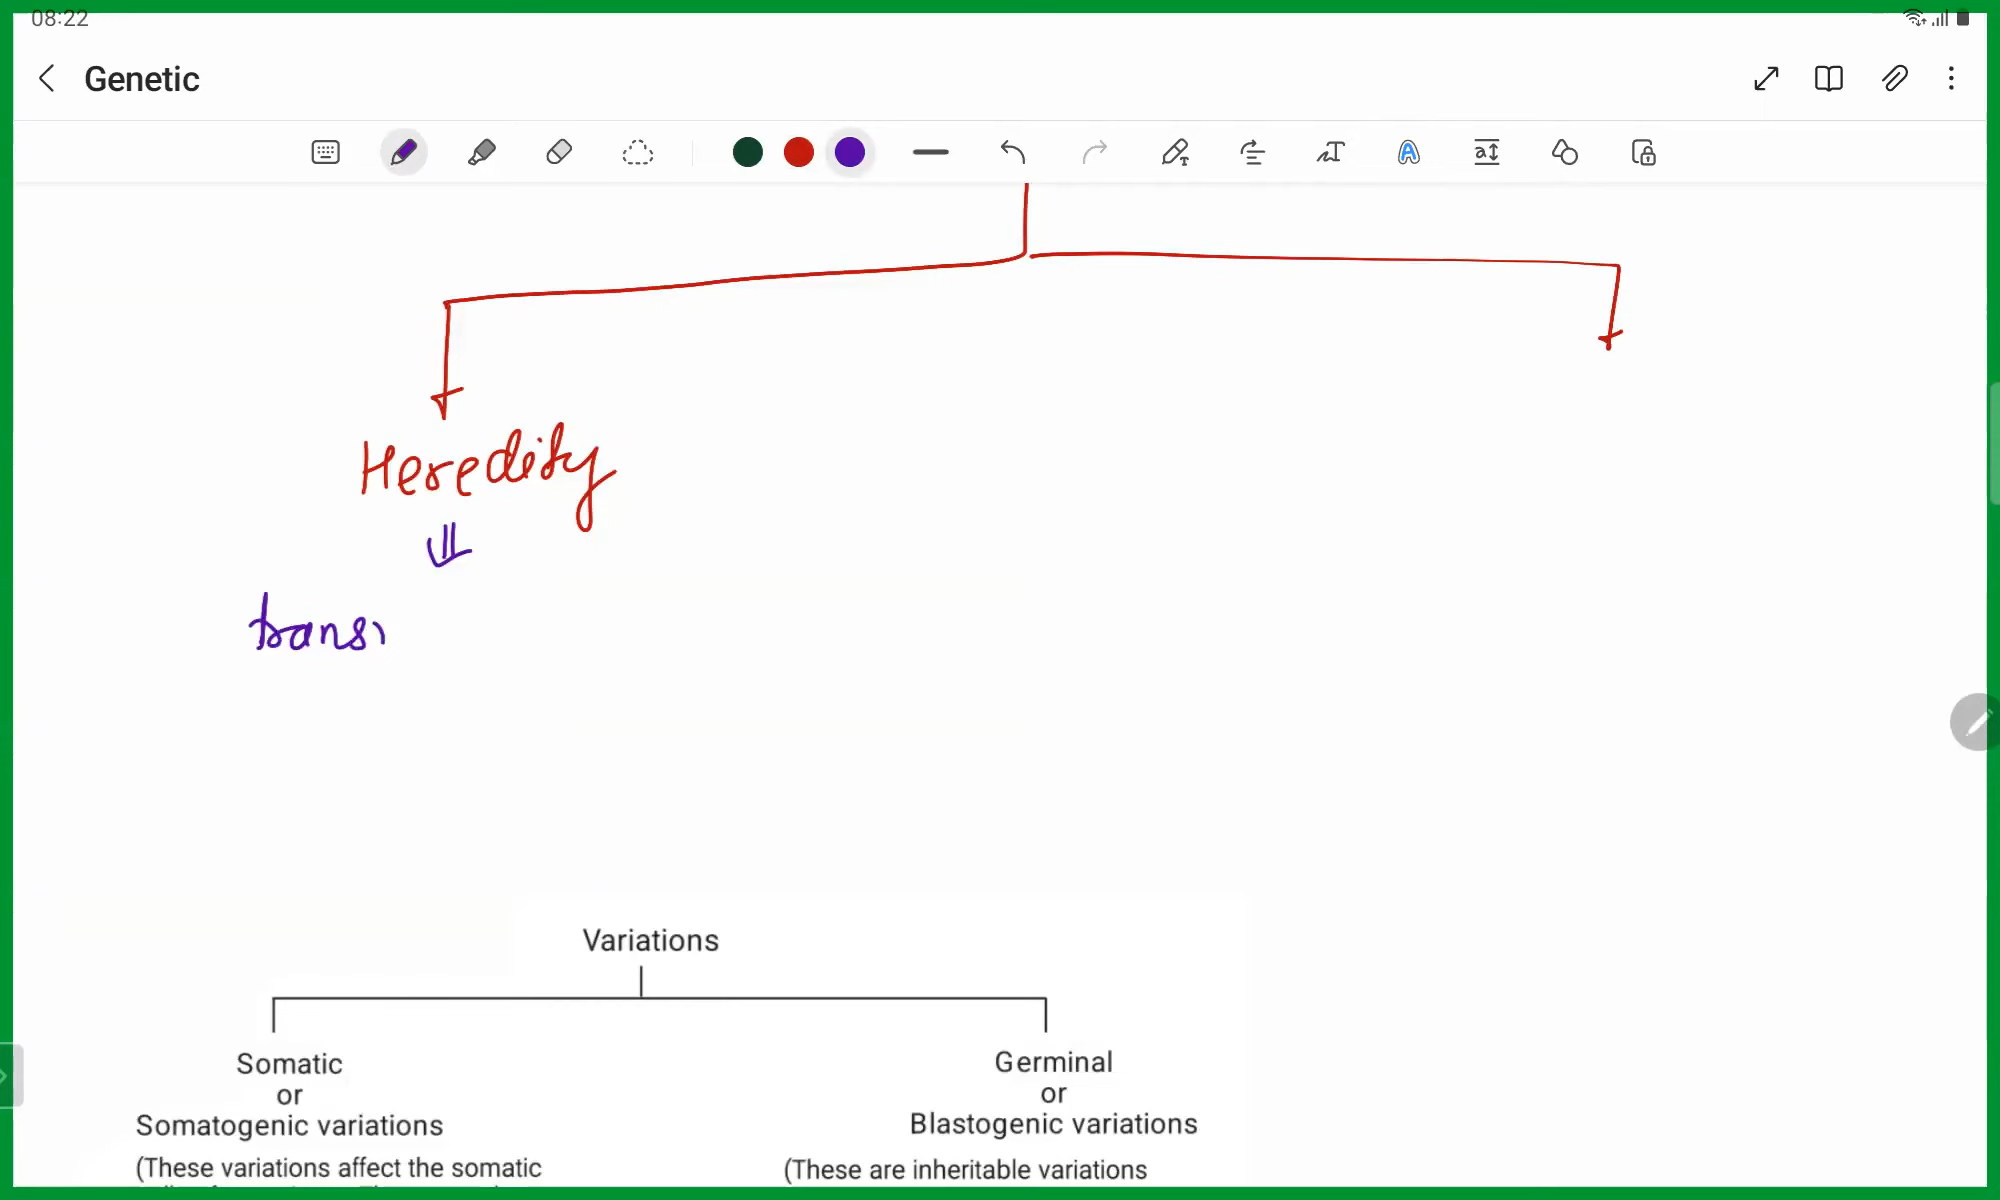 08:22
Genetic
Heredity
trans
Variations
Somatic
or
Somatogenic variations
(These variations affect the somatic
Germinal
or
Blastogenic variations
(These are inheritable variations